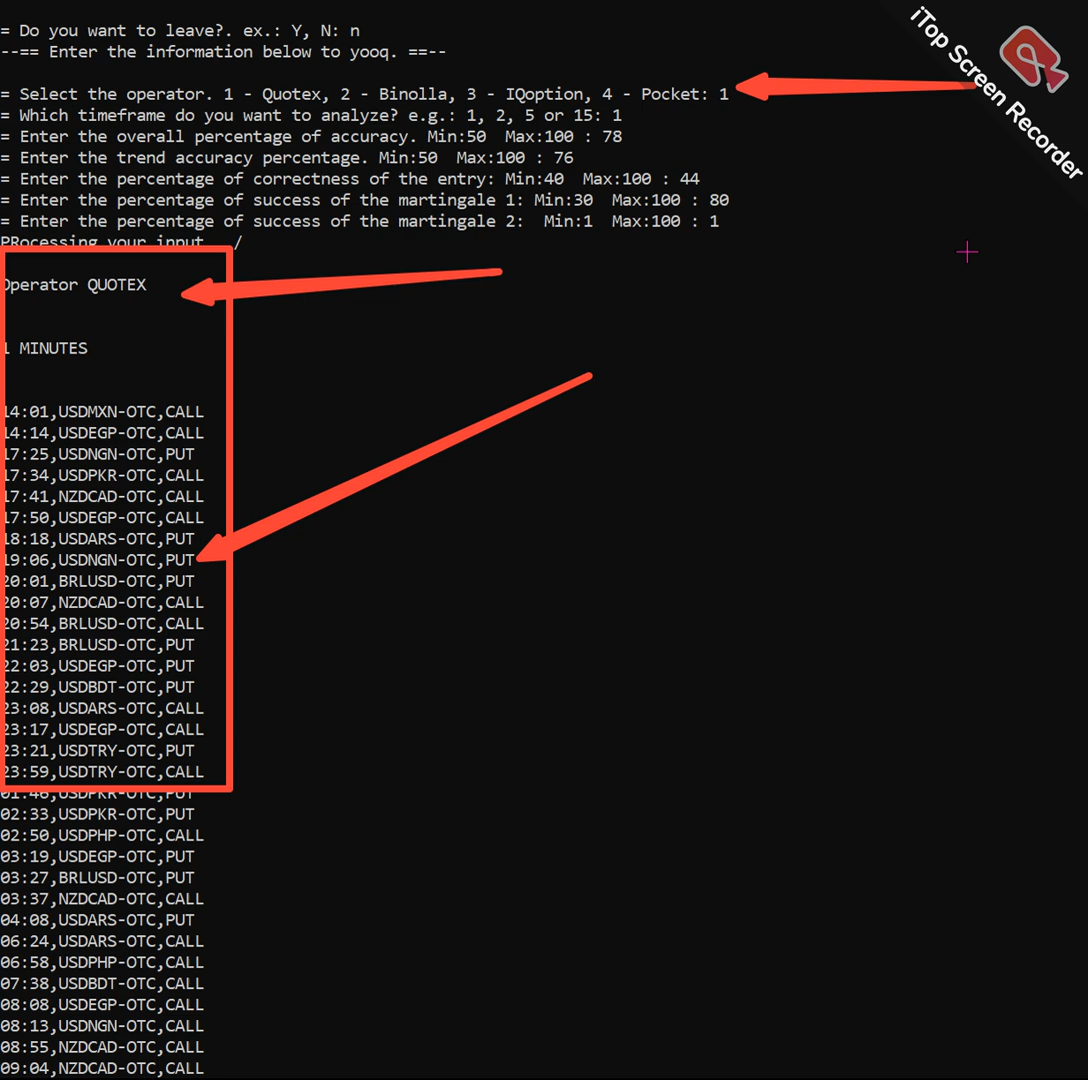 = Do you want to leave?. ex.: Y, N: n
--== Enter the information below to yooq. ==--
= Select the operator. 1 - Quotex, 2 - Binolla, 3 - IQoption, 4 - Pocket: 1
= Which timeframe do you want to analyze? e.g.: 1, 2, 5 or 15: 1
= Enter the overall percentage of accuracy. Min:50  Max:100 : 78
= Enter the trend accuracy percentage. Min:50  Max:100 : 76
= Enter the percentage of correctness of the entry: Min:40  Max:100 : 44
= Enter the percentage of success of the martingale 1: Min:30  Max:100 : 80
= Enter the percentage of success of the martingale 2:  Min:1  Max:100 : 1
PRocessing your input... /
Operator QUOTEX
1 MINUTES
14:01,USDMXN-OTC,CALL
14:14,USDEGP-OTC,CALL
17:25,USDNGN-OTC,PUT
17:34,USDPKR-OTC,CALL
17:41,NZDCAD-OTC,CALL
17:50,USDEGP-OTC,CALL
18:18,USDARS-OTC,PUT
19:06,USDNGN-OTC,PUT
20:01,BRLUSD-OTC,PUT
20:07,NZDCAD-OTC,CALL
20:54,BRLUSD-OTC,CALL
21:23,BRLUSD-OTC,PUT
22:03,USDEGP-OTC,PUT
22:29,USDBDT-OTC,PUT
23:08,USDARS-OTC,CALL
23:17,USDEGP-OTC,CALL
23:21,USDTRY-OTC,PUT
23:59,USDTRY-OTC,CALL
01:46,USDPKR-OTC,PUT
02:33,USDPKR-OTC,PUT
02:50,USDPHP-OTC,CALL
03:19,USDEGP-OTC,PUT
03:27,BRLUSD-OTC,PUT
03:37,NZDCAD-OTC,CALL
04:08,USDARS-OTC,PUT
06:24,USDARS-OTC,CALL
06:58,USDPHP-OTC,CALL
07:38,USDBDT-OTC,CALL
08:08,USDEGP-OTC,CALL
08:13,USDNGN-OTC,CALL
08:55,NZDCAD-OTC,CALL
09:04,NZDCAD-OTC,CALL
iTop Screen Recorder